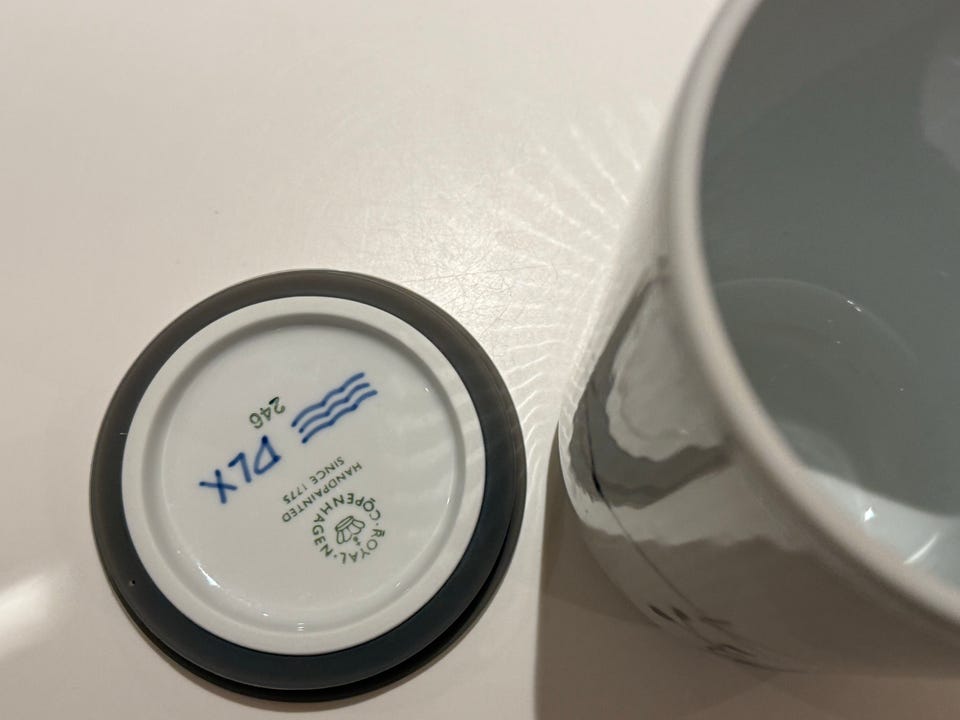 ROYAL · COPENHAGEN ·
HANDPAINTED
SINCE 1775
PLX
246